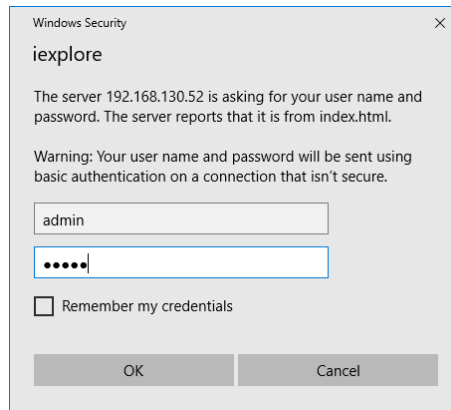 Windows Security
iexplore
The server 192.168.130.52 is asking for your user name and
password. The server reports that it is from index.html.
Warning: Your user name and password will be sent using
basic authentication on a connection that isn't secure.
admin
●●●●●
Remember my credentials
OK
Cancel